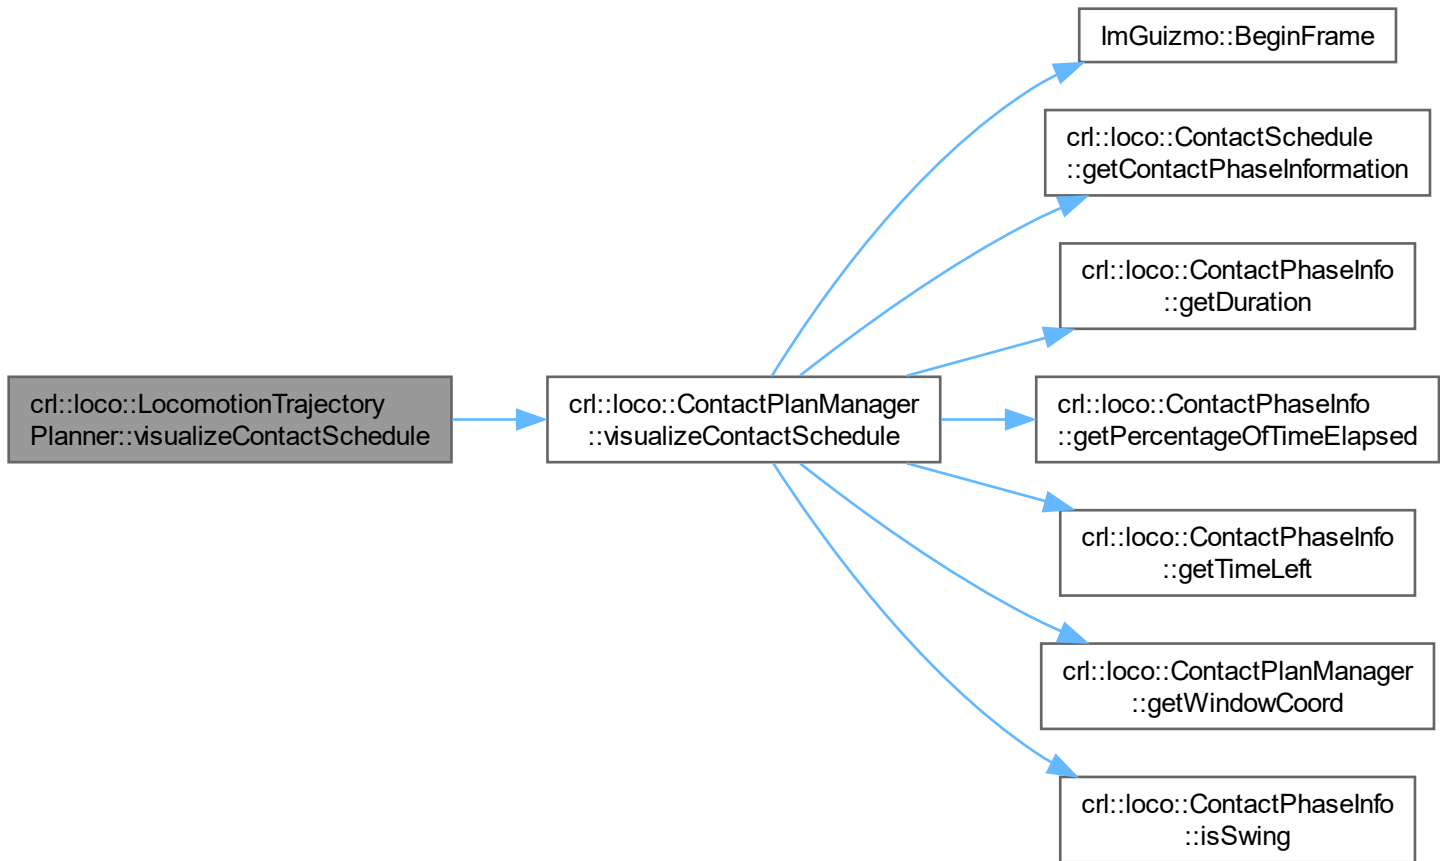 crl::loco::LocomotionTrajectory
Planner::visualizeContactSchedule
crl::loco::ContactPlanManager
::visualizeContactSchedule
ImGuizmo::BeginFrame
crl::loco::ContactSchedule
::getContactPhaseInformation
crl::loco::ContactPhaseInfo
::getDuration
crl::loco::ContactPhaseInfo
::getPercentageOfTimeElapsed
crl::loco::ContactPhaseInfo
::getTimeLeft
crl::loco::ContactPlanManager
::getWindowCoord
crl::loco::ContactPhaseInfo
::isSwing